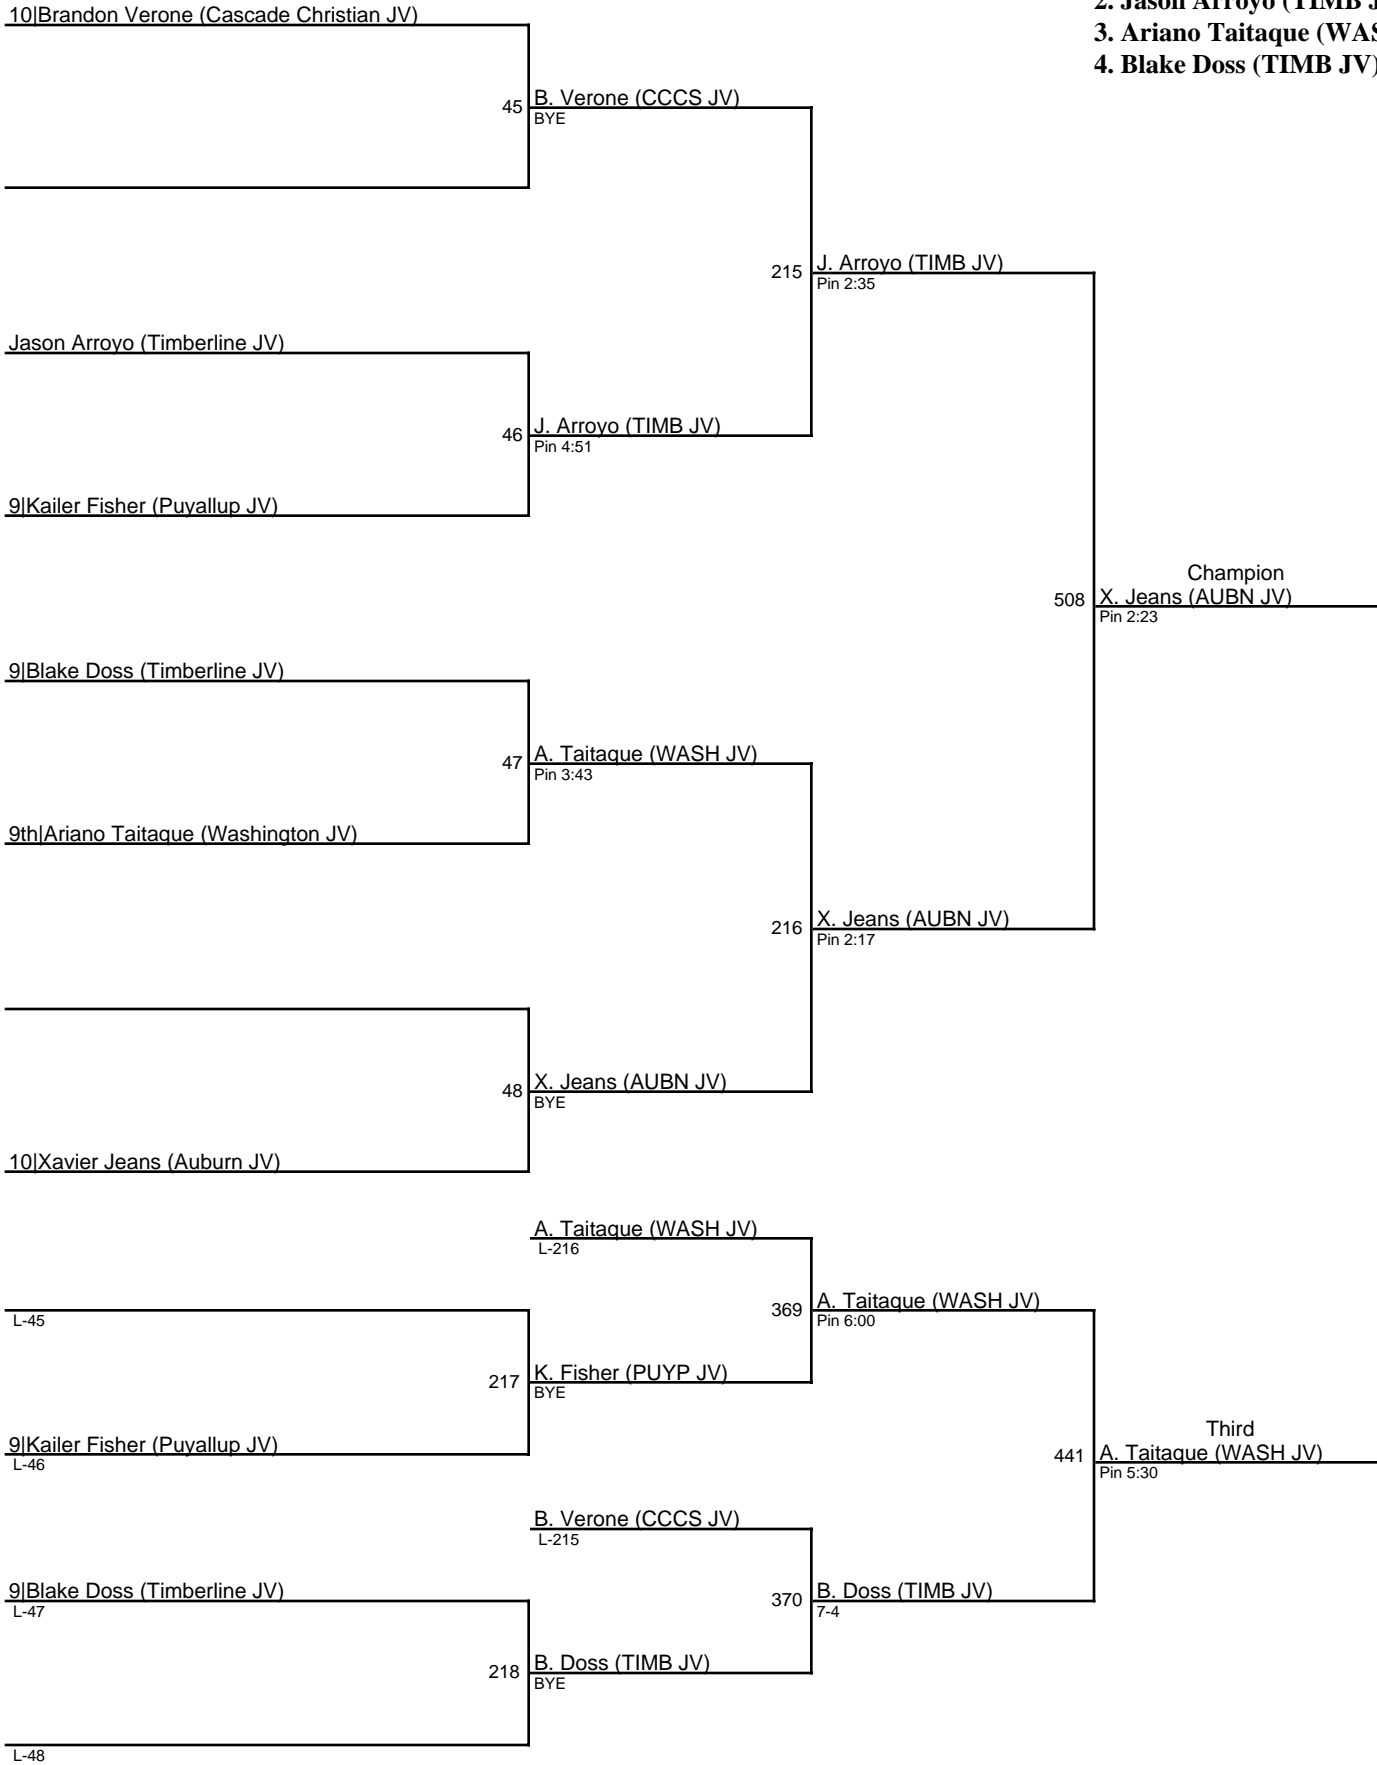 10|Brandon Verone (Cascade Christian JV)
2. Jason Arroyo (TIMB J
3. Ariano Taitaque (WAS
4. Blake Doss (TIMB JV)
45 B. Verone (CCCS JV)
BYE
215 J. Arroyo (TIMB JV)
Pin 2:35
Jason Arroyo (Timberline JV)
46 J. Arroyo (TIMB JV)
Pin 4:51
9|Kailer Fisher (Puyallup JV)
Champion
508 X. Jeans (AUBN JV)
Pin 2:23
9|Blake Doss (Timberline JV)
47 A. Taitaque (WASH JV)
Pin 3:43
9th|Ariano Taitaque (Washington JV)
216 X. Jeans (AUBN JV)
Pin 2:17
48 X. Jeans (AUBN JV)
BYE
10|Xavier Jeans (Auburn JV)
A. Taitaque (WASH JV)
L-216
369 A. Taitaque (WASH JV)
Pin 6:00
L-45
217 K. Fisher (PUYP JV)
BYE
9|Kailer Fisher (Puyallup JV)
L-46
Third
441 A. Taitaque (WASH JV)
Pin 5:30
B. Verone (CCCS JV)
L-215
9|Blake Doss (Timberline JV)
L-47
370 B. Doss (TIMB JV)
7-4
218 B. Doss (TIMB JV)
BYE
L-48